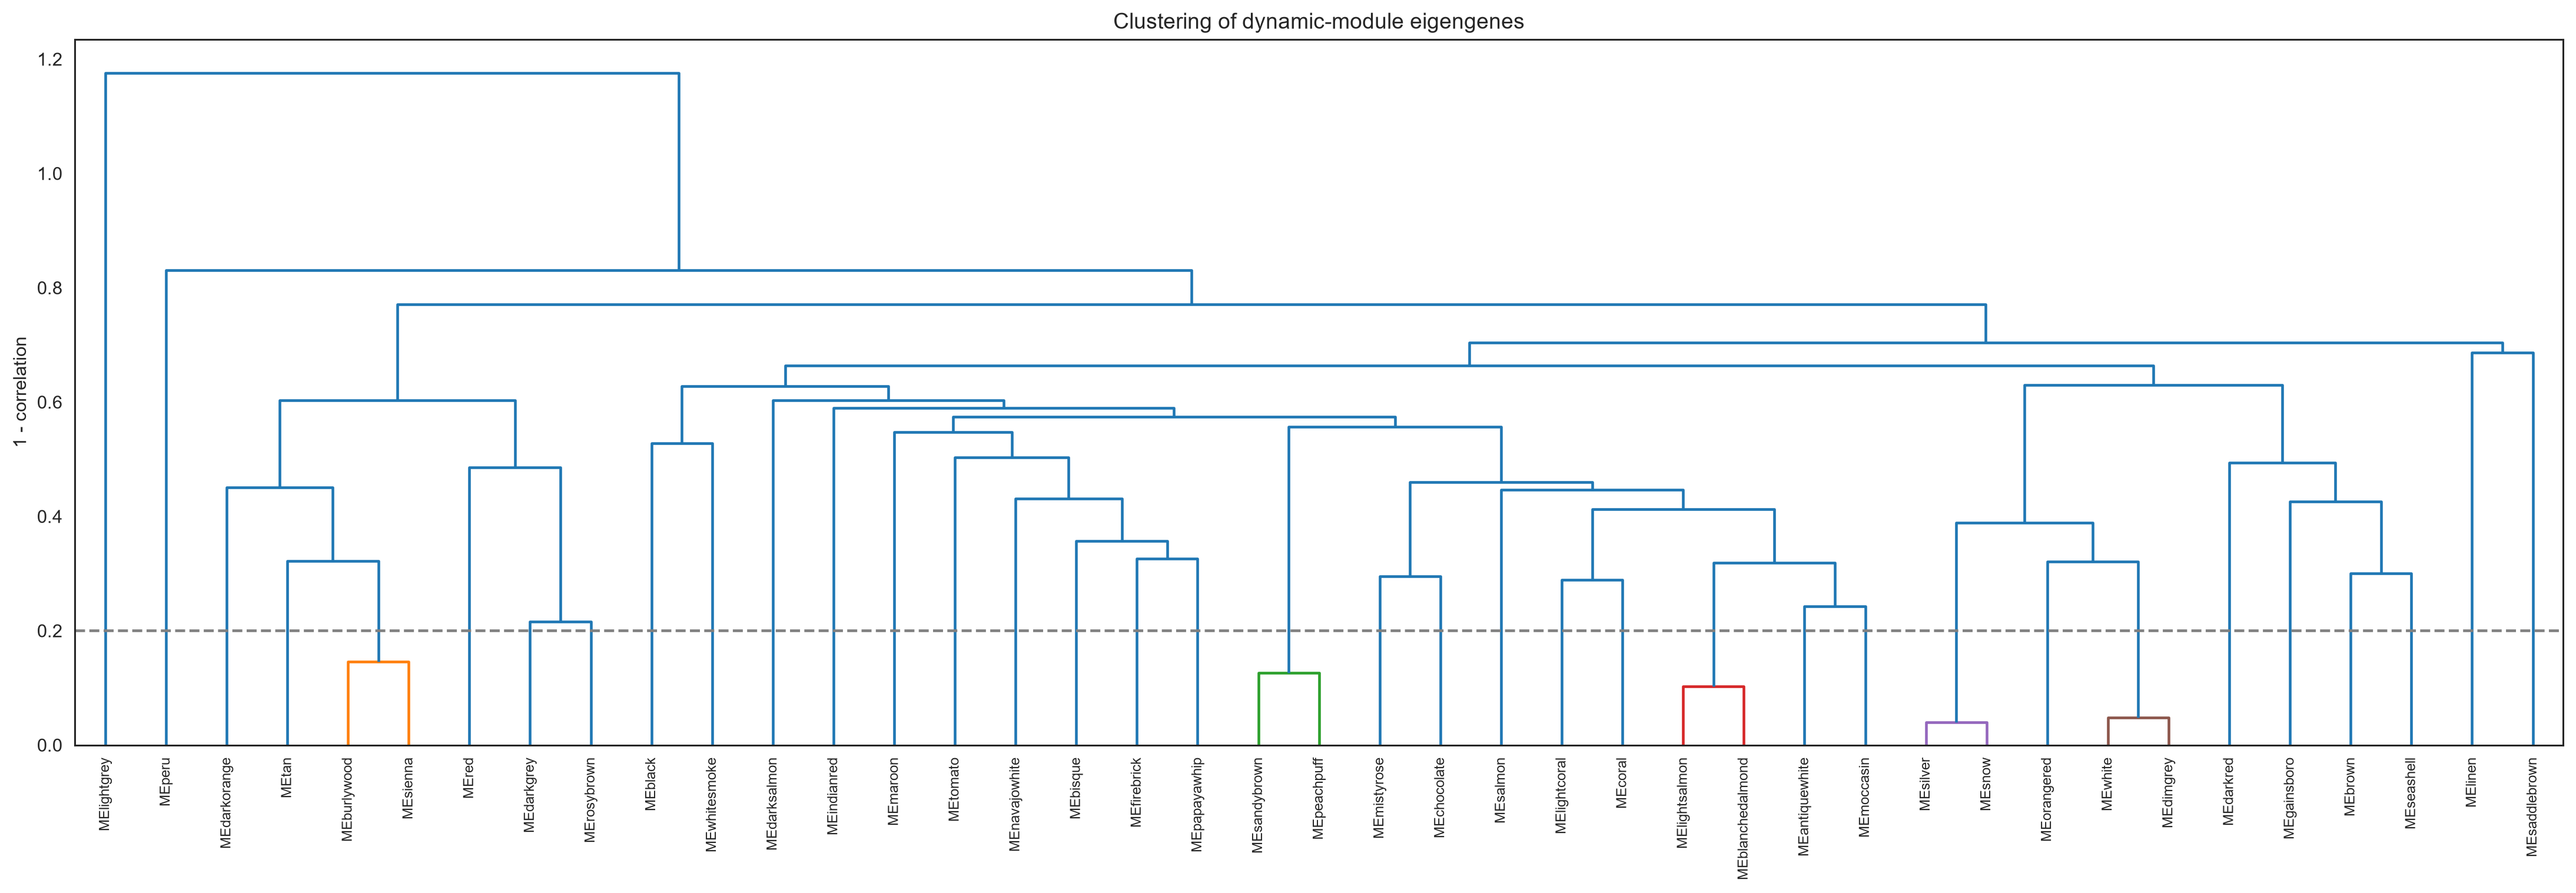 Clustering of dynamic-module eigengenes
1 - correlation
1.2
1.0
0.8
0.6
0.4
0.2
0.0
MElightgrey
MEperu
MEdarkorange
MEtan
MEburlywood
MEsienna
MEred
MEdarkgrey
MErosybrown
MEblack
MEwhitesmoke
MEdarksalmon
MEindianred
MEmaroon
MEtomato
MEnavajowhite
MEbisque
MEfirebrick
MEpapayawhip
MEsandybrown
MEpeachpuff
MEmistyrose
MEchocolate
MEsalmon
MElightcoral
MEcoral
MElightsalmon
MEblanchedalmond
MEantiquewhite
MEmoccasin
MEsilver
MEsnow
MEorangered
MEwhite
MEdimgrey
MEdarkred
MEgainsboro
MEbrown
MEseashell
MElinen
MEsaddlebrown